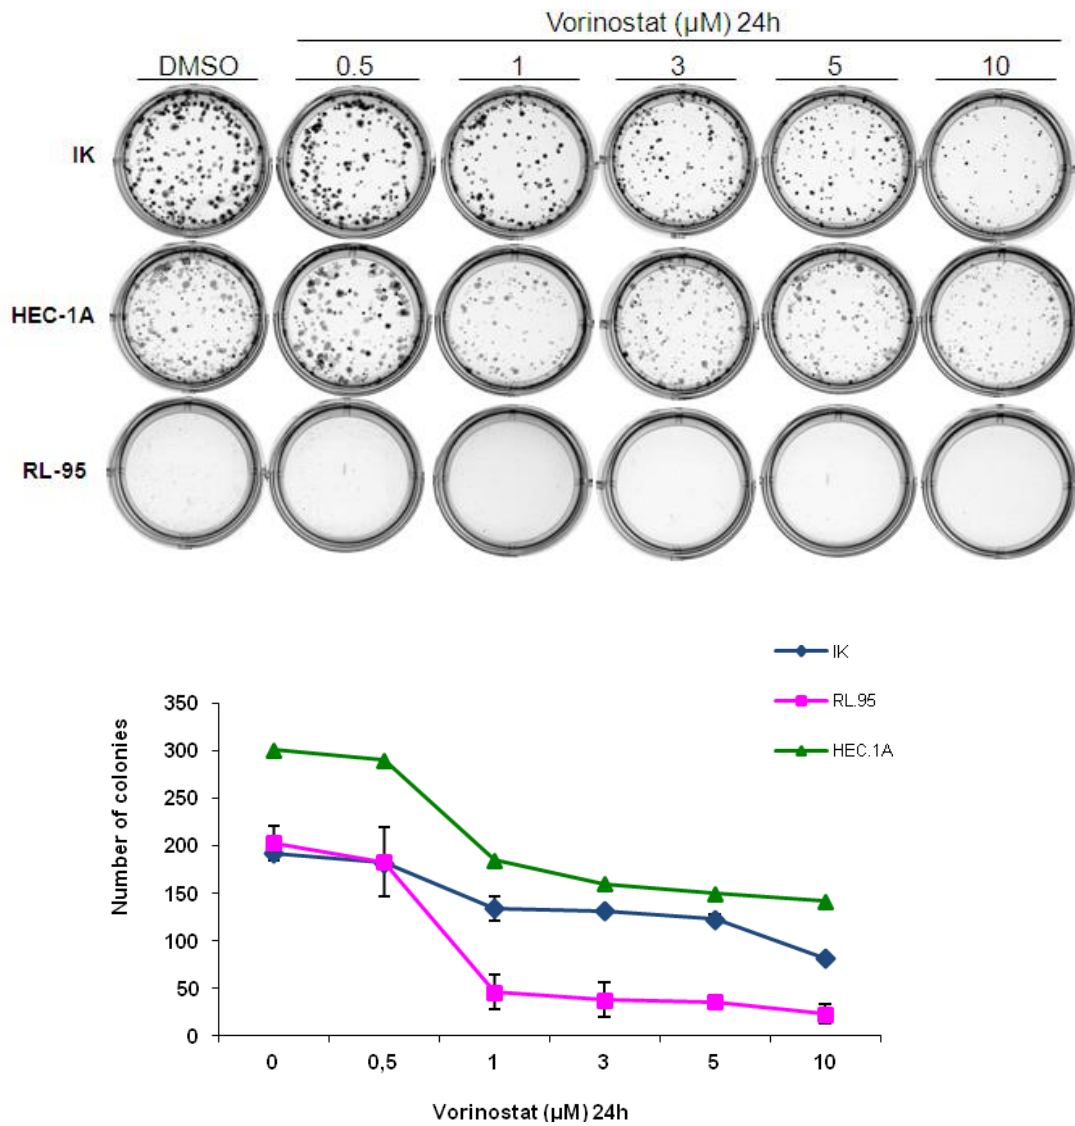 Vorinostat (µM) 24h
DMSO 0.5 1 3 5 10
IK
HEC-1A
RL-95
IK
RL.95
HEC.1A
Number of colonies
350
300
250
200
150
100
50
0
0 0,5 1 3 5 10
Vorinostat (µM) 24h